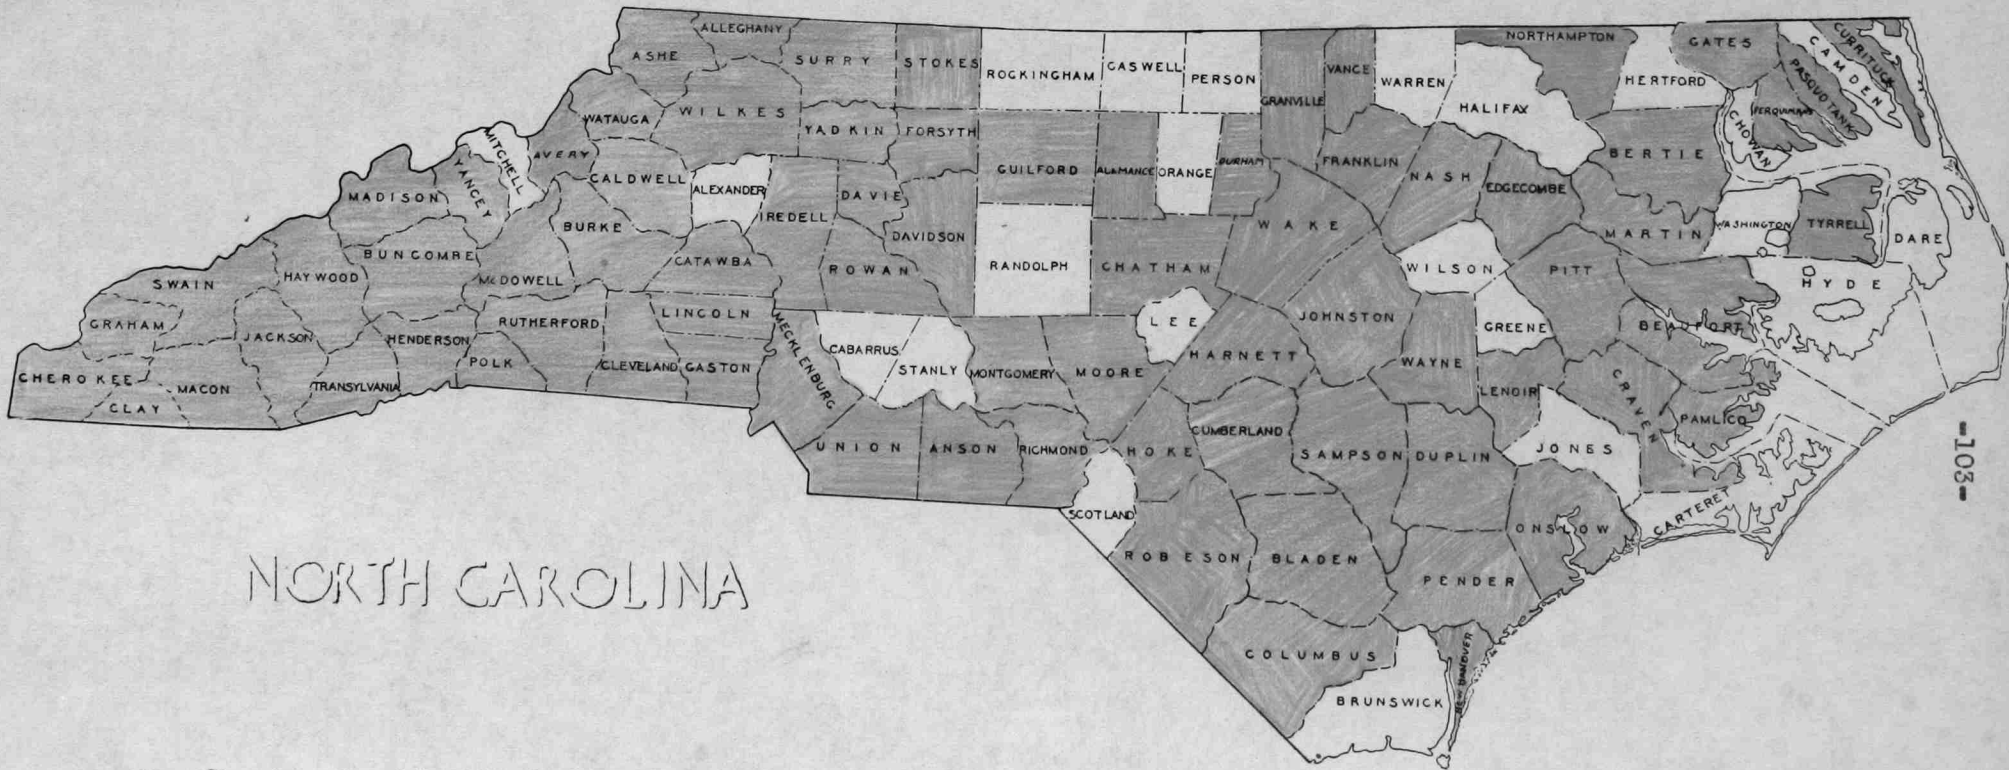 ALLEGHANY
ASHE
SURRY
STOKES
ROCKINGHAM
CASWELL
PERSON
GRANVILLE
VANCE
WARREN
NORTHAMPTON
HALIFAX
HERTFORD
GATES
CURRITUCK
CAMDEN
PASQUOTANK
PERQUIMANS
CHOWAN
WATAUGA
WILKES
YADKIN
FORSYTH
MITCHELL
AVERY
YANCEY
MADISON
CALDWELL
ALEXANDER
IREDELL
DAVIE
GUILFORD
ALAMANCE
ORANGE
DURHAM
FRANKLIN
NASH
EDGECOMBE
BERTIE
BURKE
DAVIDSON
WAKE
MARTIN
WASHINGTON
TYRRELL
DARE
SWAIN
HAYWOOD
BUNCOMBE
McDOWELL
CATAWBA
ROWAN
RANDOLPH
CHATHAM
WILSON
PITT
HYDE
GRAHAM
JACKSON
HENDERSON
RUTHERFORD
LINCOLN
MECKLENBURG
LEE
JOHNSTON
GREENE
BEAUFORT
CHEROKEE
MACON
CLAY
TRANSYLVANIA
POLK
CLEVELAND
GASTON
CABARRUS
STANLY
MONTGOMERY
MOORE
HARNETT
WAYNE
LENOIR
CRAVEN
PAMLICO
UNION
ANSON
RICHMOND
HOKE
CUMBERLAND
SAMPSON
DUPLIN
JONES
SCOTLAND
CARTERET
ROBESON
BLADEN
PENDER
ONSLOW
COLUMBUS
NEW HANOVER
BRUNSWICK
NORTH CAROLINA
-103-